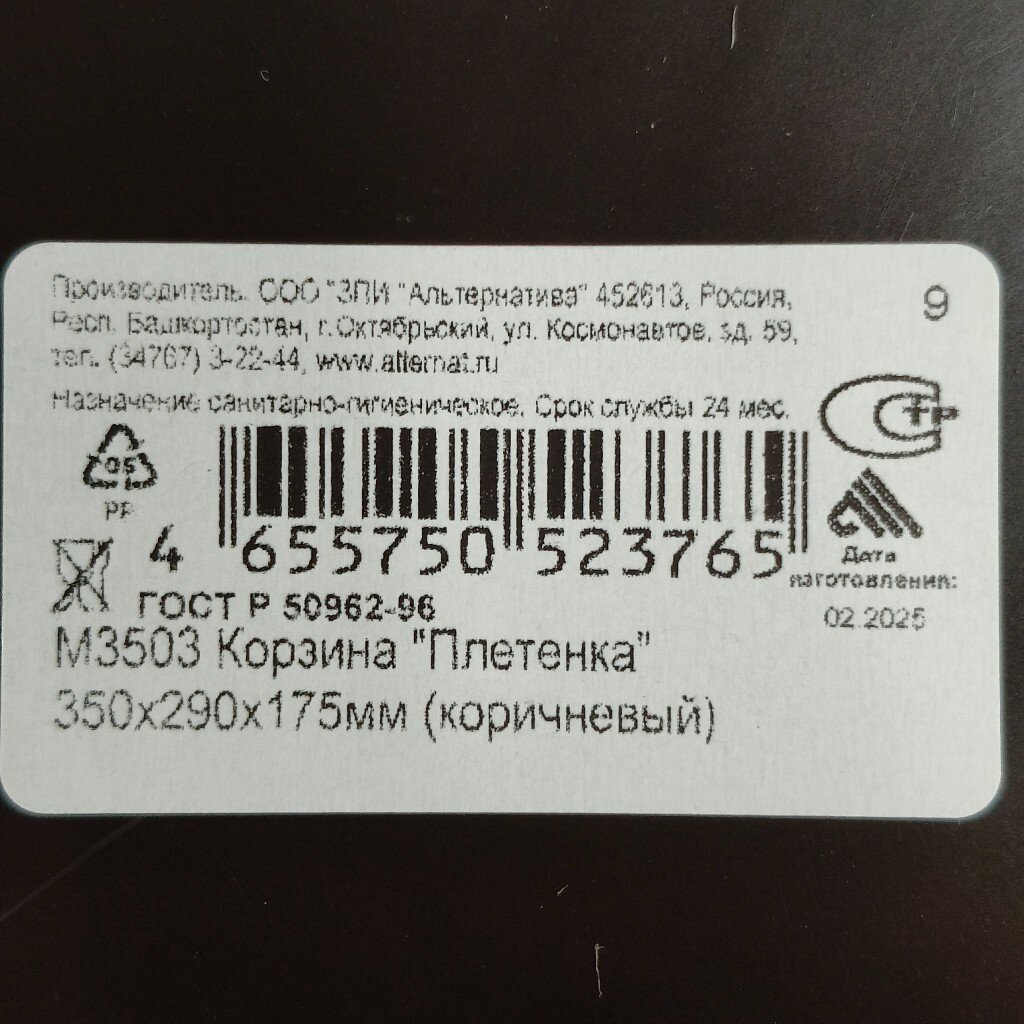 Производитель: ООО "ЗПИ "Альтернатива" 452613, Россия,
Респ. Башкортостан, г.Октябрьский, ул. Космонавтов, зд. 59,
тел. (34767) 3-22-44, www.alternat.ru
9
Назначение санитарно-гигиеническое. Срок службы 24 мес.
05
PP
4 655750 523765
Дата
изготовления:
02.2025
ГОСТ Р 50962-96
М3503 Корзина "Плетенка"
350х290х175мм (коричневый)